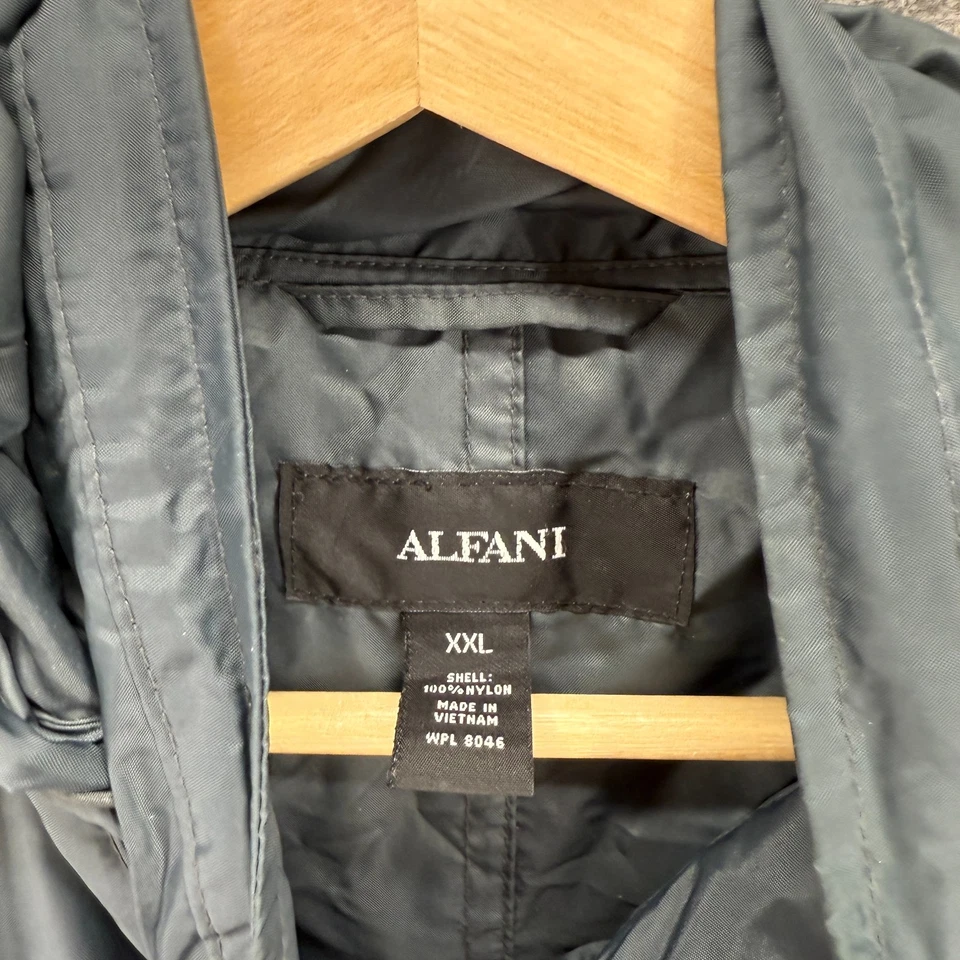 ALFANI
XXL
SHELL:
100% NYLON
MADE IN
VIETNAM
WPL 8046